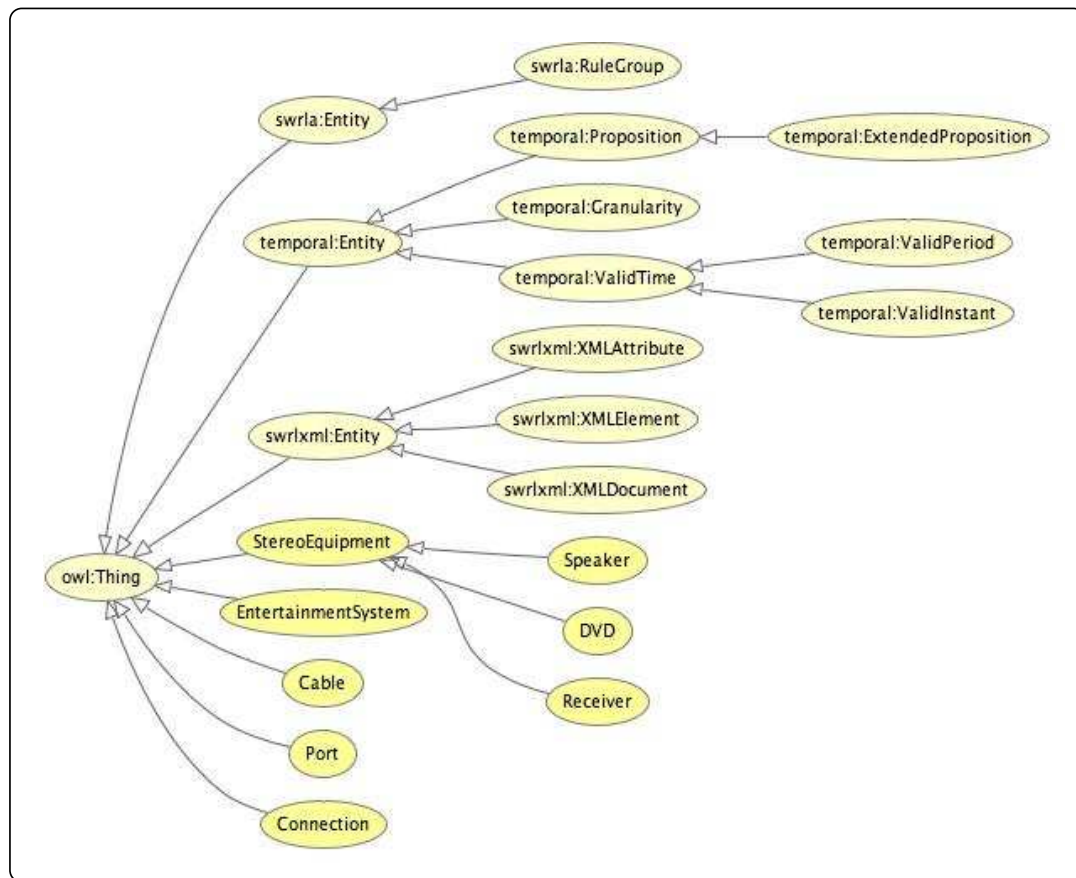 swrla:RuleGroup
swrla:Entity
temporal:Proposition
temporal:ExtendedProposition
temporal:Granularity
temporal:Entity
temporal:ValidPeriod
temporal:ValidTime
temporal:ValidInstant
swrlxml:XMLAttribute
swrlxml:XMLElement
swrlxml:Entity
swrlxml:XMLDocument
StereoEquipment
Speaker
owl:Thing
EntertainmentSystem
DVD
Cable
Receiver
Port
Connection